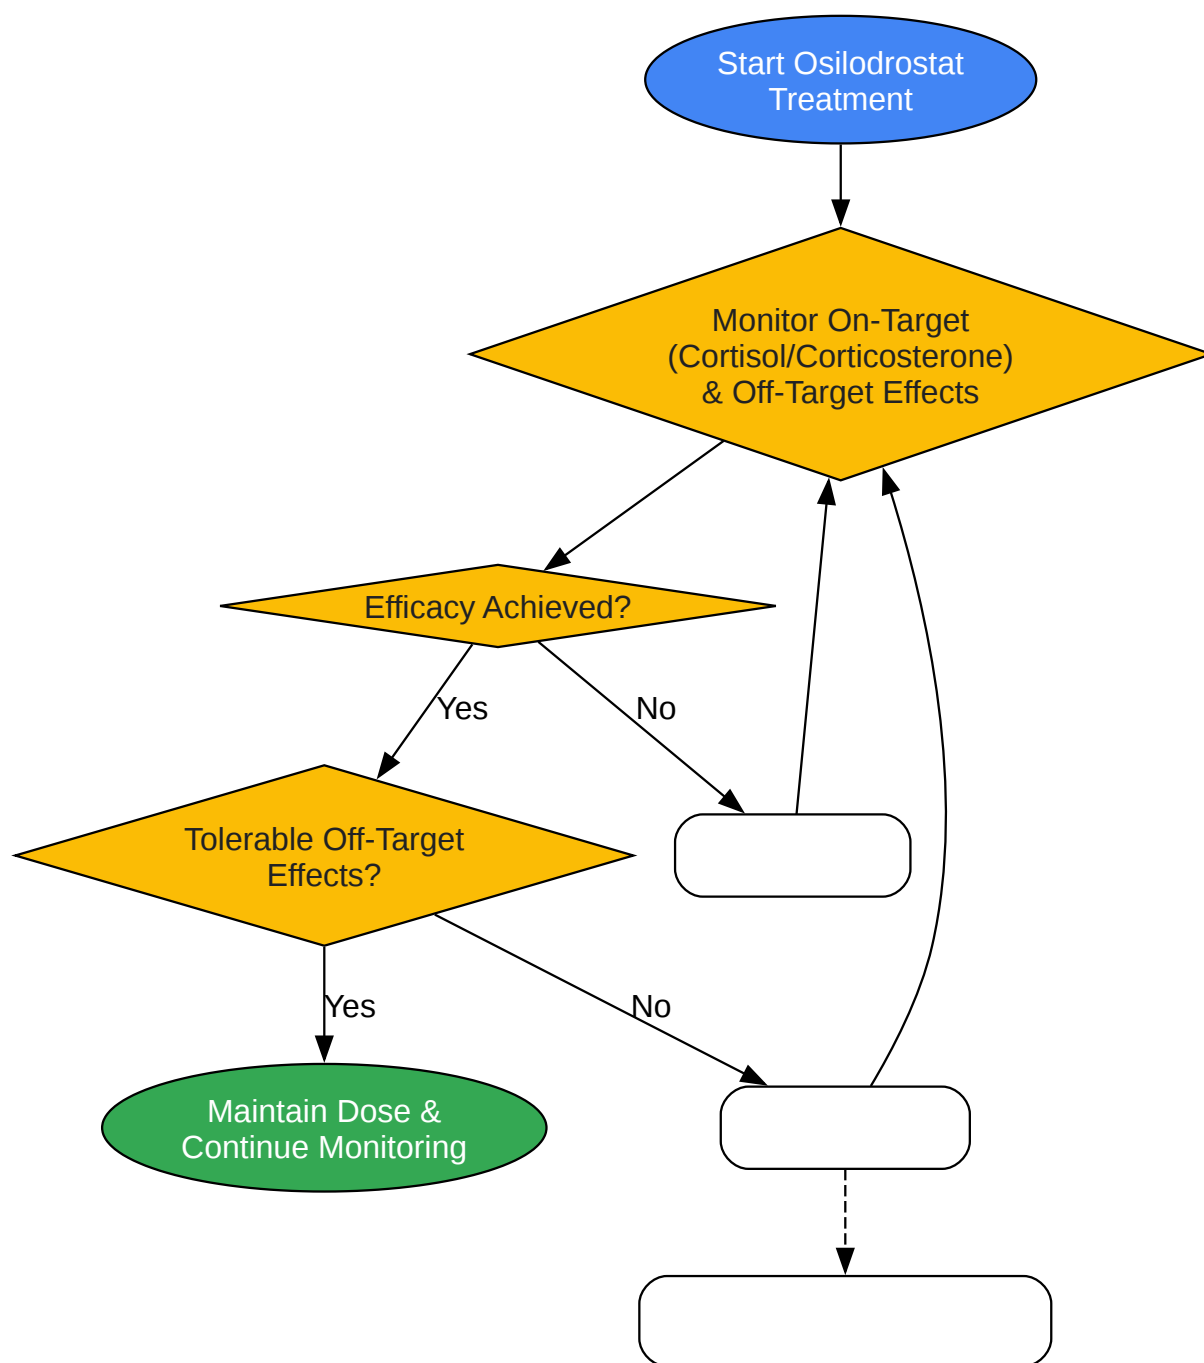 Start Osilodrostat
Treatment
Monitor On-Target
(Cortisol/Corticosterone)
& Off-Target Effects
Efficacy Achieved?
Yes
No
Tolerable Off-Target
Effects?
Yes
No
Maintain Dose &
Continue Monitoring